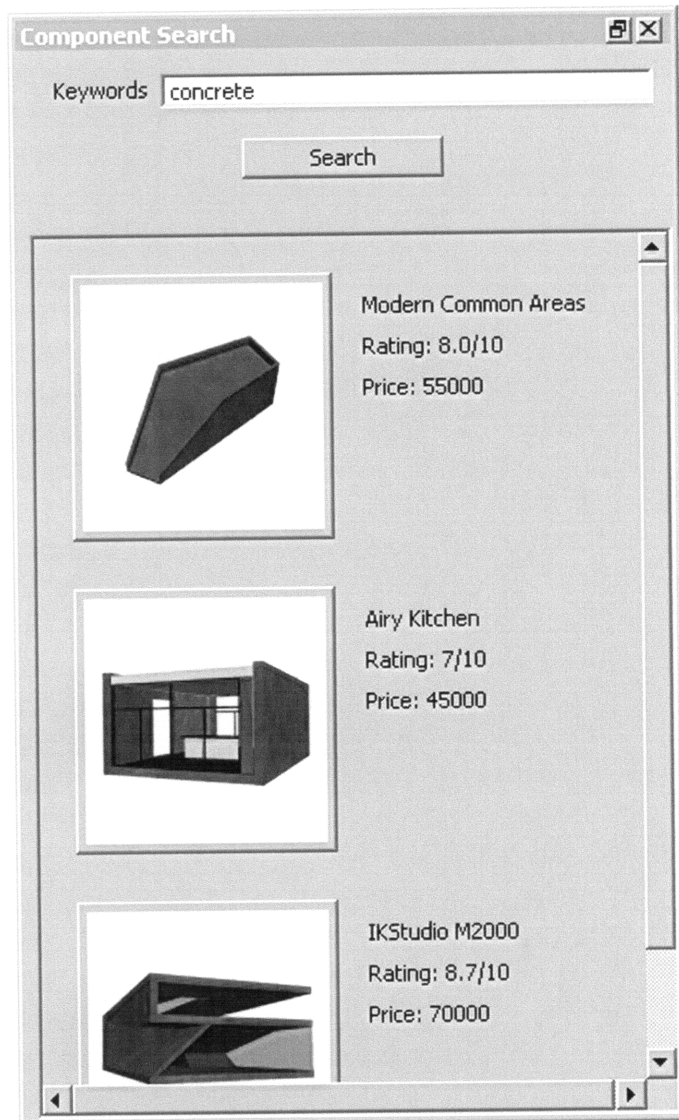 Component Search
Keywords concrete
Search
Modern Common Areas
Rating: 8.0/10
Price: 55000
Airy Kitchen
Rating: 7/10
Price: 45000
IKStudio M2000
Rating: 8.7/10
Price: 70000